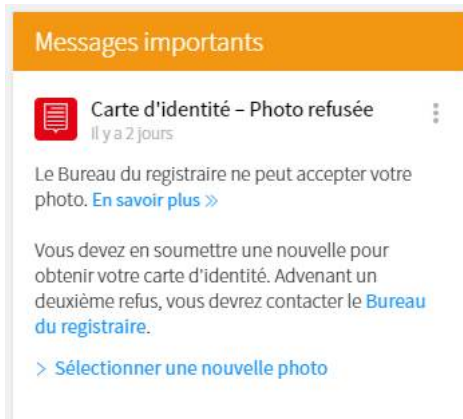 Messages importants
Carte d'identité – Photo refusée
Il y a 2 jours
Le Bureau du registraire ne peut accepter votre
photo. En savoir plus »
Vous devez en soumettre une nouvelle pour
obtenir votre carte d'identité. Advenant un
deuxième refus, vous devrez contacter le Bureau
du registraire.
> Sélectionner une nouvelle photo